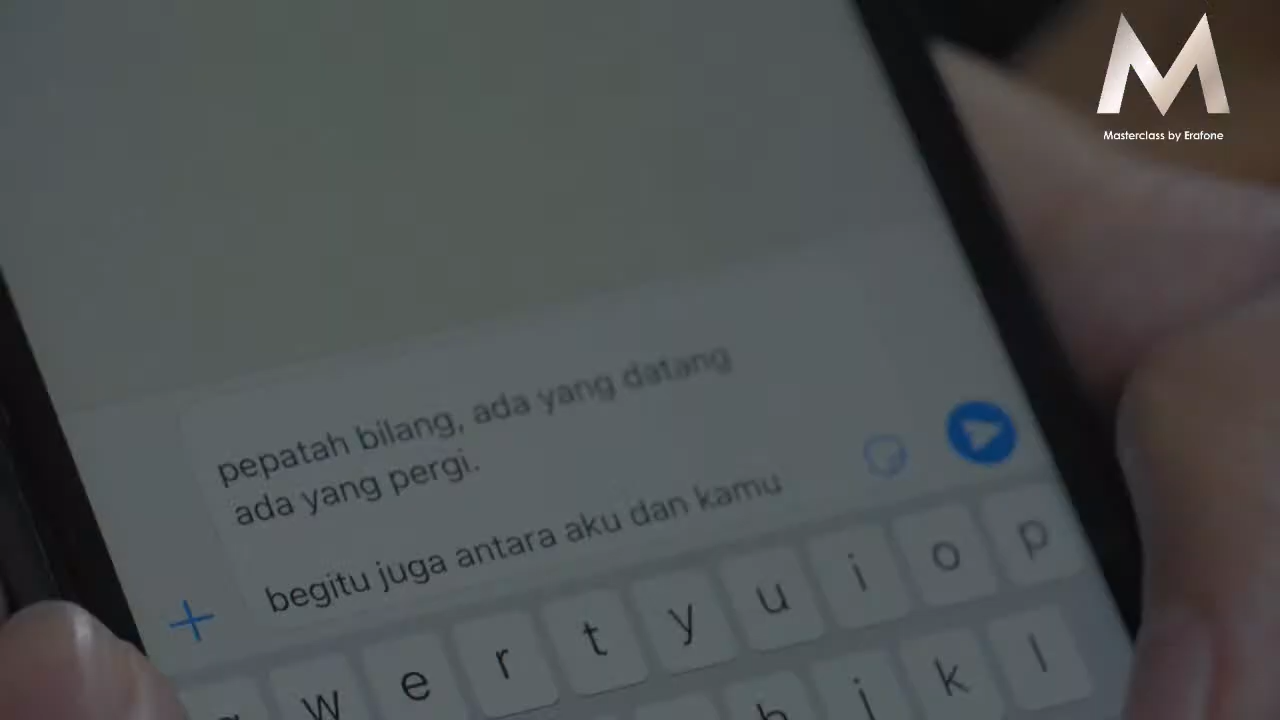 M
Masterclass by Erafone
pepatah bilang, ada yang datang
ada yang pergi.
begitu juga antara aku dan kamu
w e r t y u i o p
j k l